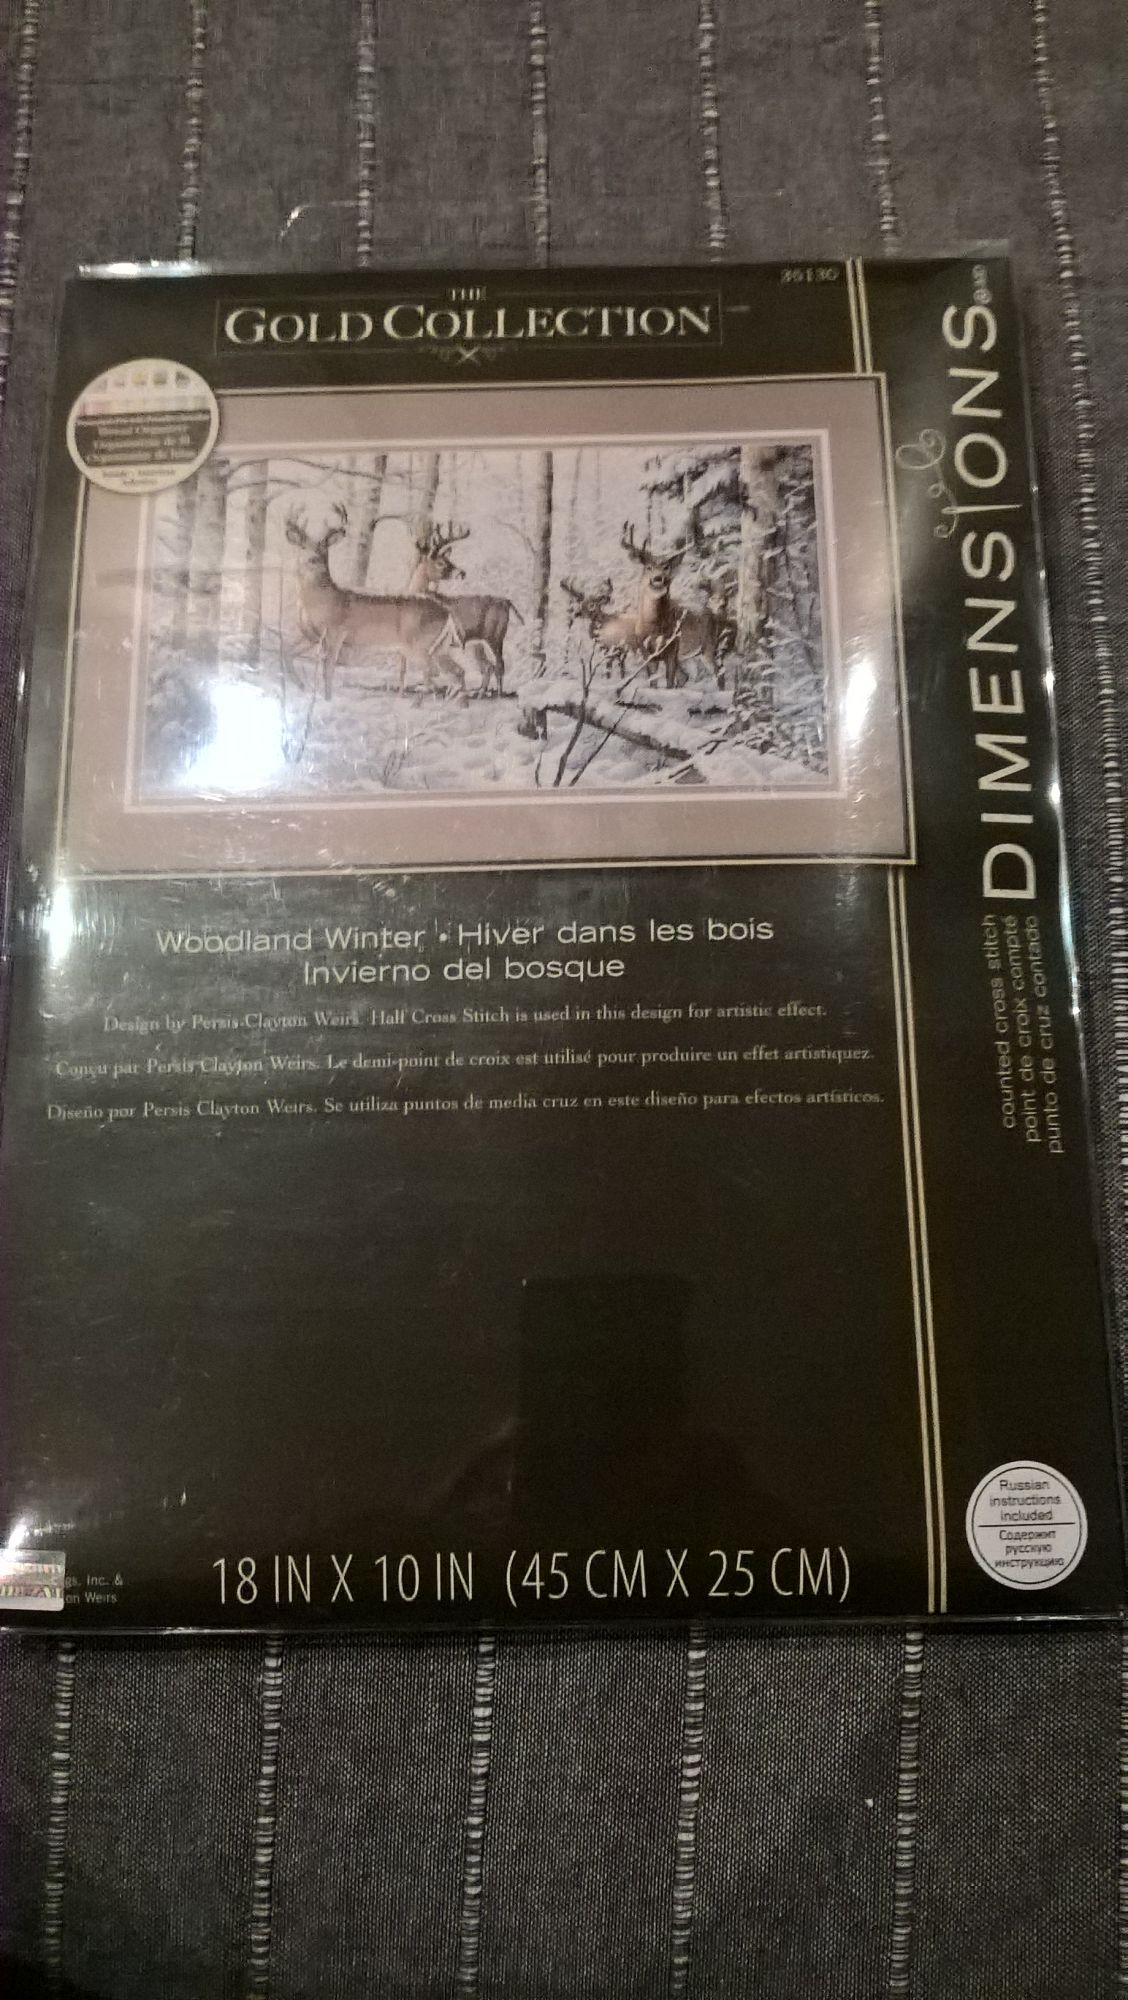 THE
GOLD COLLECTION
DIMENSIONS
counted cross stitch
point de croix compté
punto de cruz contado
Woodland Winter • Hiver dans les bois
Invierno del bosque
Design by Persis Clayton Weirs. Half Cross Stitch is used in this design for artistic effect.
Conçu par Persis Clayton Weirs. Le demi-point de croix est utilisé pour produire un effet artistiquez.
Diseño por Persis Clayton Weirs. Se utiliza puntos de media cruz en este diseño para efectos artísticos.
Russian
instructions
included
Содержит
русскую
инструкцию
gs, Inc. &
on Weirs
18 IN X 10 IN (45 CM X 25 CM)